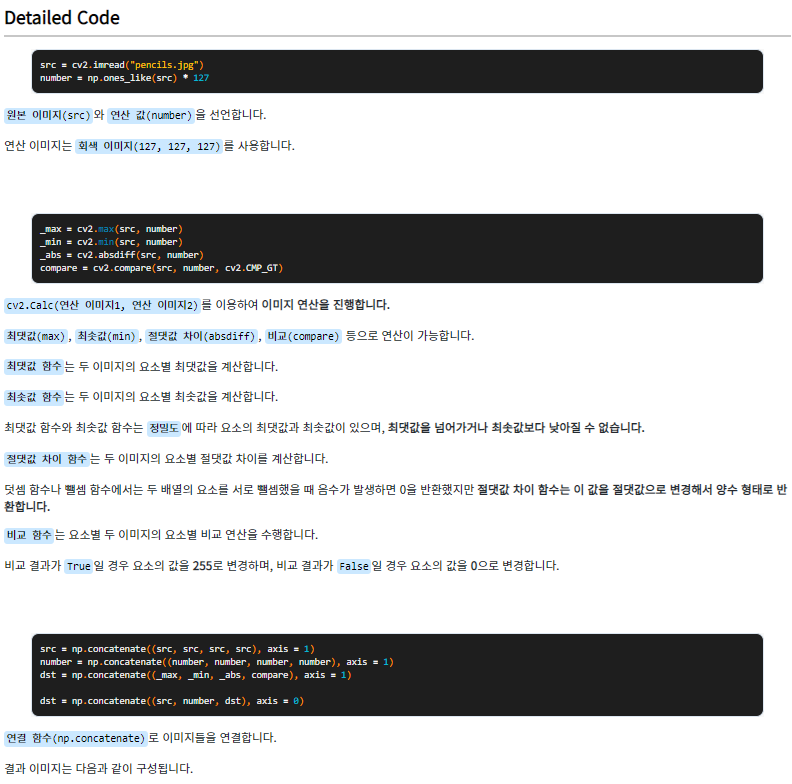 Detailed Code
src = cv2.imread("pencils.jpg")
number = np.ones_like(src) * 127
원본 이미지(src)와 연산 값(number)을 선언합니다.
연산 이미지는 회색 이미지(127, 127, 127)를 사용합니다.
_max = cv2.max(src, number)
_min = cv2.min(src, number)
_abs = cv2.absdiff(src, number)
compare = cv2.compare(src, number, cv2.CMP_GT)
cv2.Calc(연산 이미지1, 연산 이미지2)를 이용하여 이미지 연산을 진행합니다.
최댓값(max), 최솟값(min), 절댓값 차이(absdiff), 비교(compare) 등으로 연산이 가능합니다.
최댓값 함수는 두 이미지의 요소별 최댓값을 계산합니다.
최솟값 함수는 두 이미지의 요소별 최솟값을 계산합니다.
최댓값 함수와 최솟값 함수는 정밀도에 따라 요소의 최댓값과 최솟값이 있으며, 최댓값을 넘어가거나 최솟값보다 낮아질 수 없습니다.
절댓값 차이 함수는 두 이미지의 요소별 절댓값 차이를 계산합니다.
덧셈 함수나 뺄셈 함수에서는 두 배열의 요소를 서로 뺄셈했을 때 음수가 발생하면 0을 반환했지만 절댓값 차이 함수는 이 값을 절댓값으로 변경해서 양수 형태로 반
환합니다.
비교 함수는 요소별 두 이미지의 요소별 비교 연산을 수행합니다.
비교 결과가 True일 경우 요소의 값을 255로 변경하며, 비교 결과가 False일 경우 요소의 값을 0으로 변경합니다.
src = np.concatenate((src, src, src, src), axis = 1)
number = np.concatenate((number, number, number, number), axis = 1)
dst = np.concatenate((_max, _min, _abs, compare), axis = 1)
dst = np.concatenate((src, number, dst), axis = 0)
연결 함수(np.concatenate)로 이미지들을 연결합니다.
결과 이미지는 다음과 같이 구성됩니다.